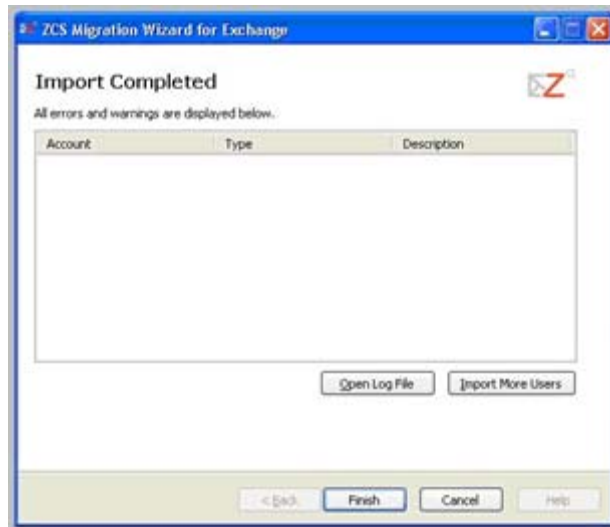 ZCS Migration Wizard for Exchange
Import Completed
Z
All errors and warnings are displayed below.
Account Type Description
Open Log File Import More Users
< Back Finish Cancel Help